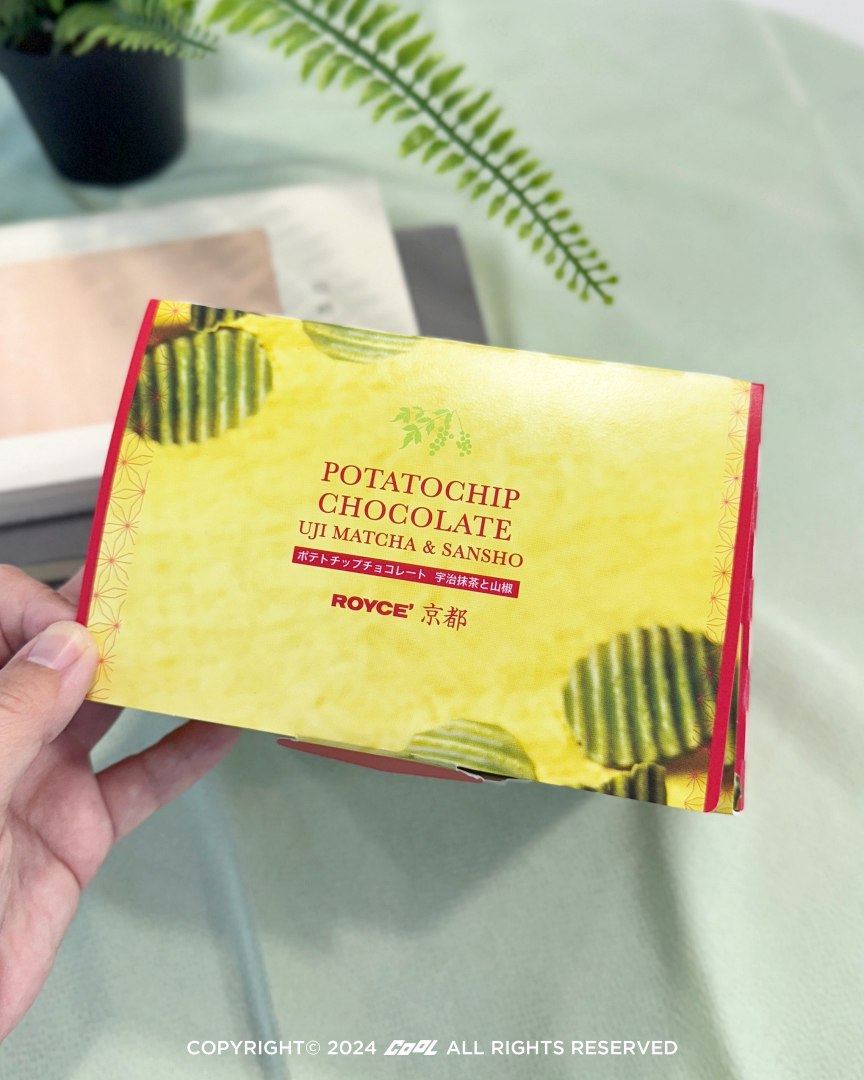 POTATOCHIP
CHOCOLATE
UJI MATCHA & SANSHO
ポテトチップチョコレート 宇治抹茶と山椒
ROYCE' 京都
COPYRIGHT© 2024 COOL ALL RIGHTS RESERVED